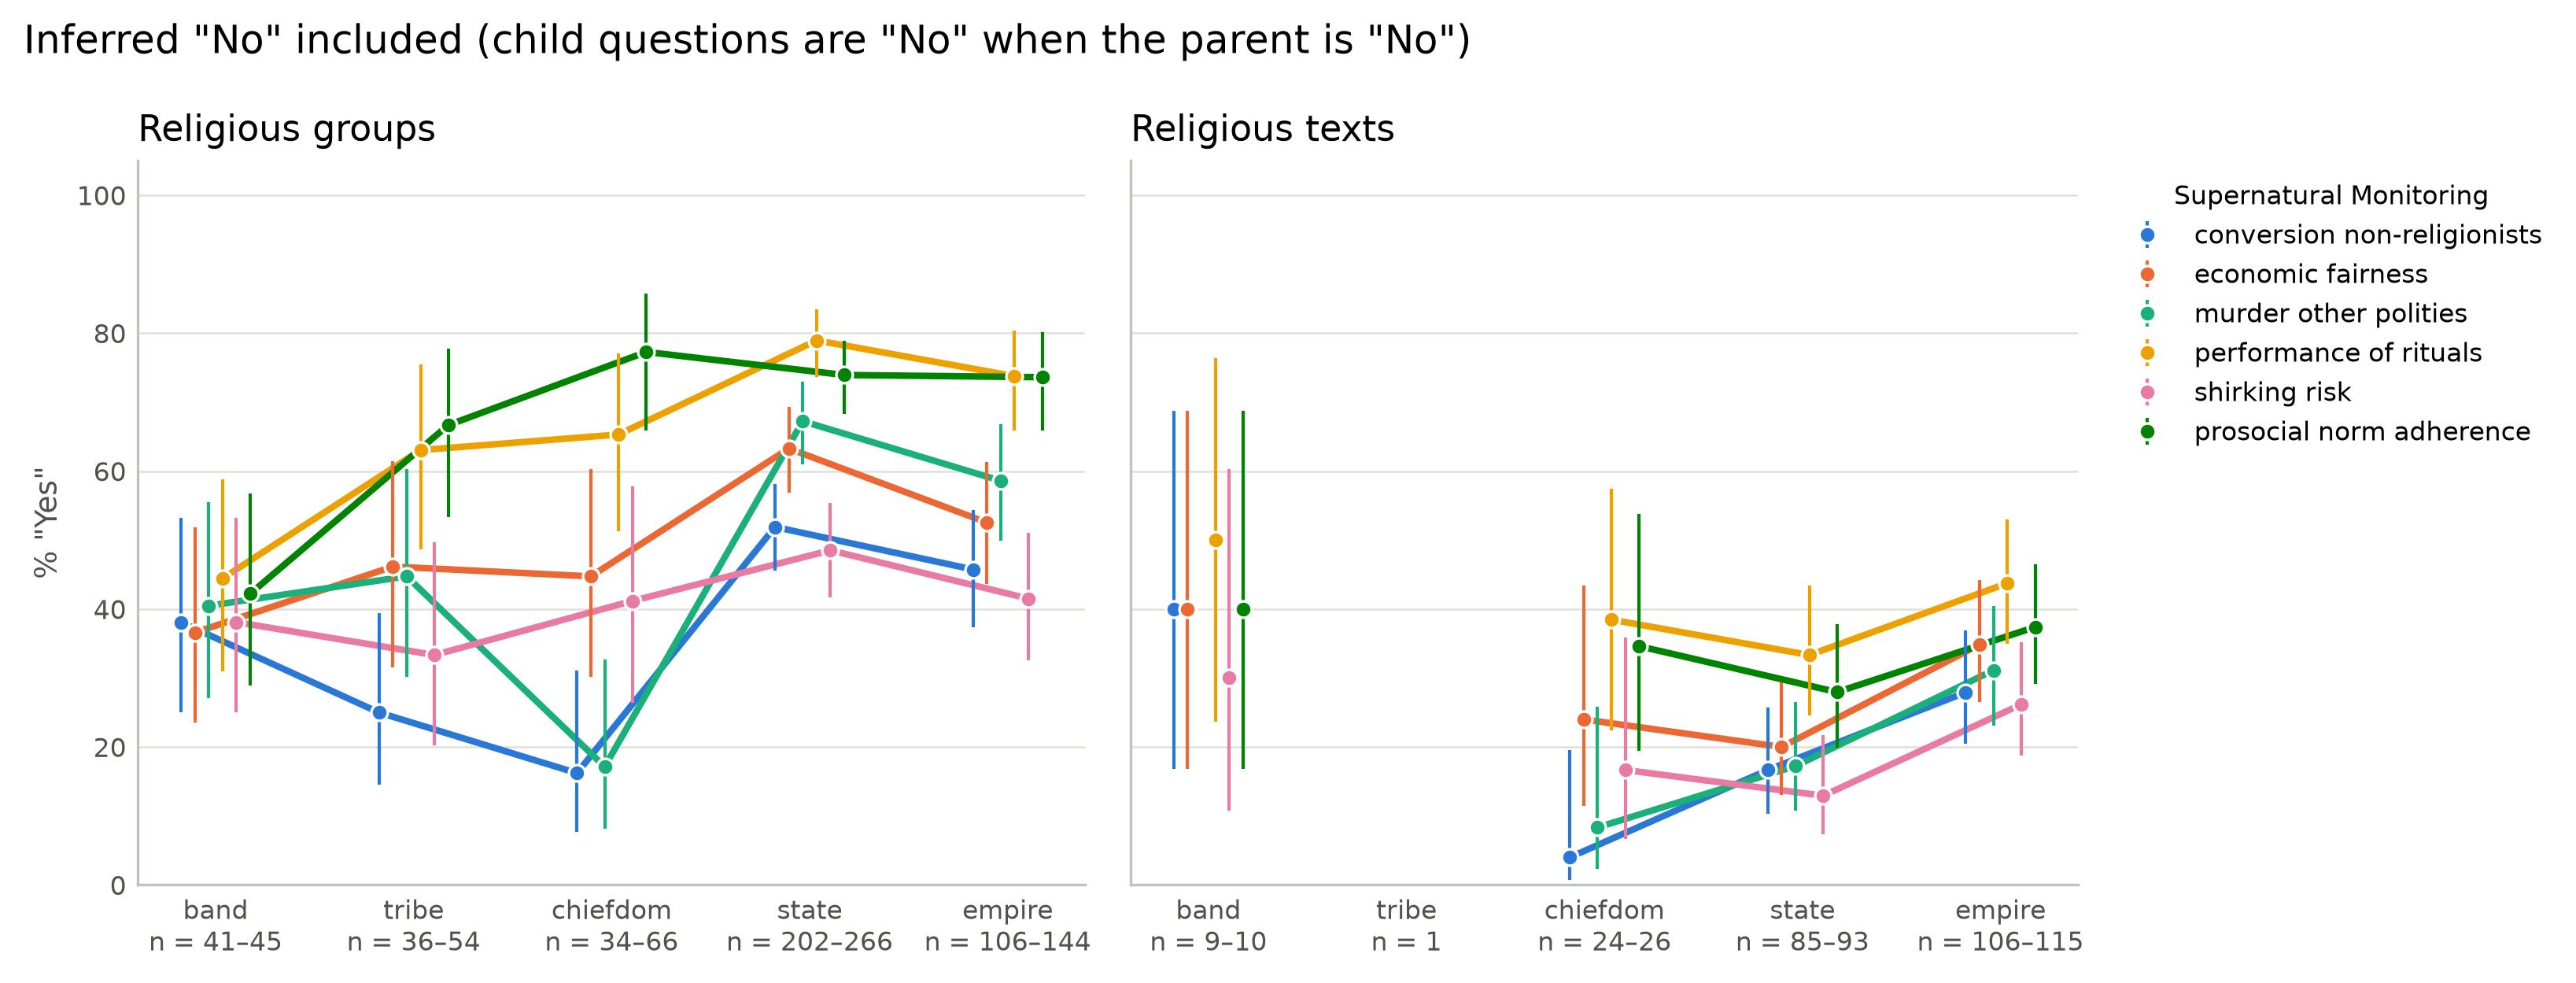 Inferred "No" included (child questions are "No" when the parent is "No")
Religious groups
Religious texts
% "Yes"
100
80
60
40
20
0
band
tribe
chiefdom
state
empire
n = 41–45
n = 36–54
n = 34–66
n = 202–266
n = 106–144
band
tribe
chiefdom
state
empire
n = 9–10
n = 1
n = 24–26
n = 85–93
n = 106–115
Supernatural Monitoring
conversion non-religionists
economic fairness
murder other polities
performance of rituals
shirking risk
prosocial norm adherence